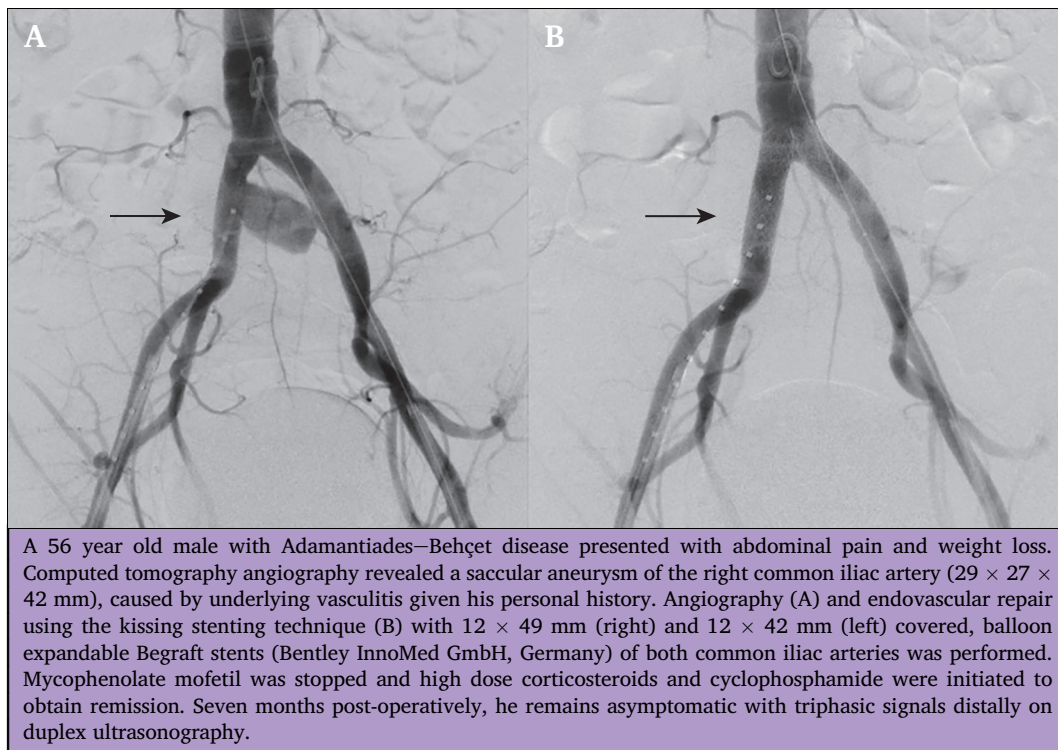 A
B
A 56 year old male with Adamantiades–Behçet disease presented with abdominal pain and weight loss.
Computed tomography angiography revealed a saccular aneurysm of the right common iliac artery (29 × 27 ×
42 mm), caused by underlying vasculitis given his personal history. Angiography (A) and endovascular repair
using the kissing stenting technique (B) with 12 × 49 mm (right) and 12 × 42 mm (left) covered, balloon
expandable Begraft stents (Bentley InnoMed GmbH, Germany) of both common iliac arteries was performed.
Mycophenolate mofetil was stopped and high dose corticosteroids and cyclophosphamide were initiated to
obtain remission. Seven months post-operatively, he remains asymptomatic with triphasic signals distally on
duplex ultrasonography.